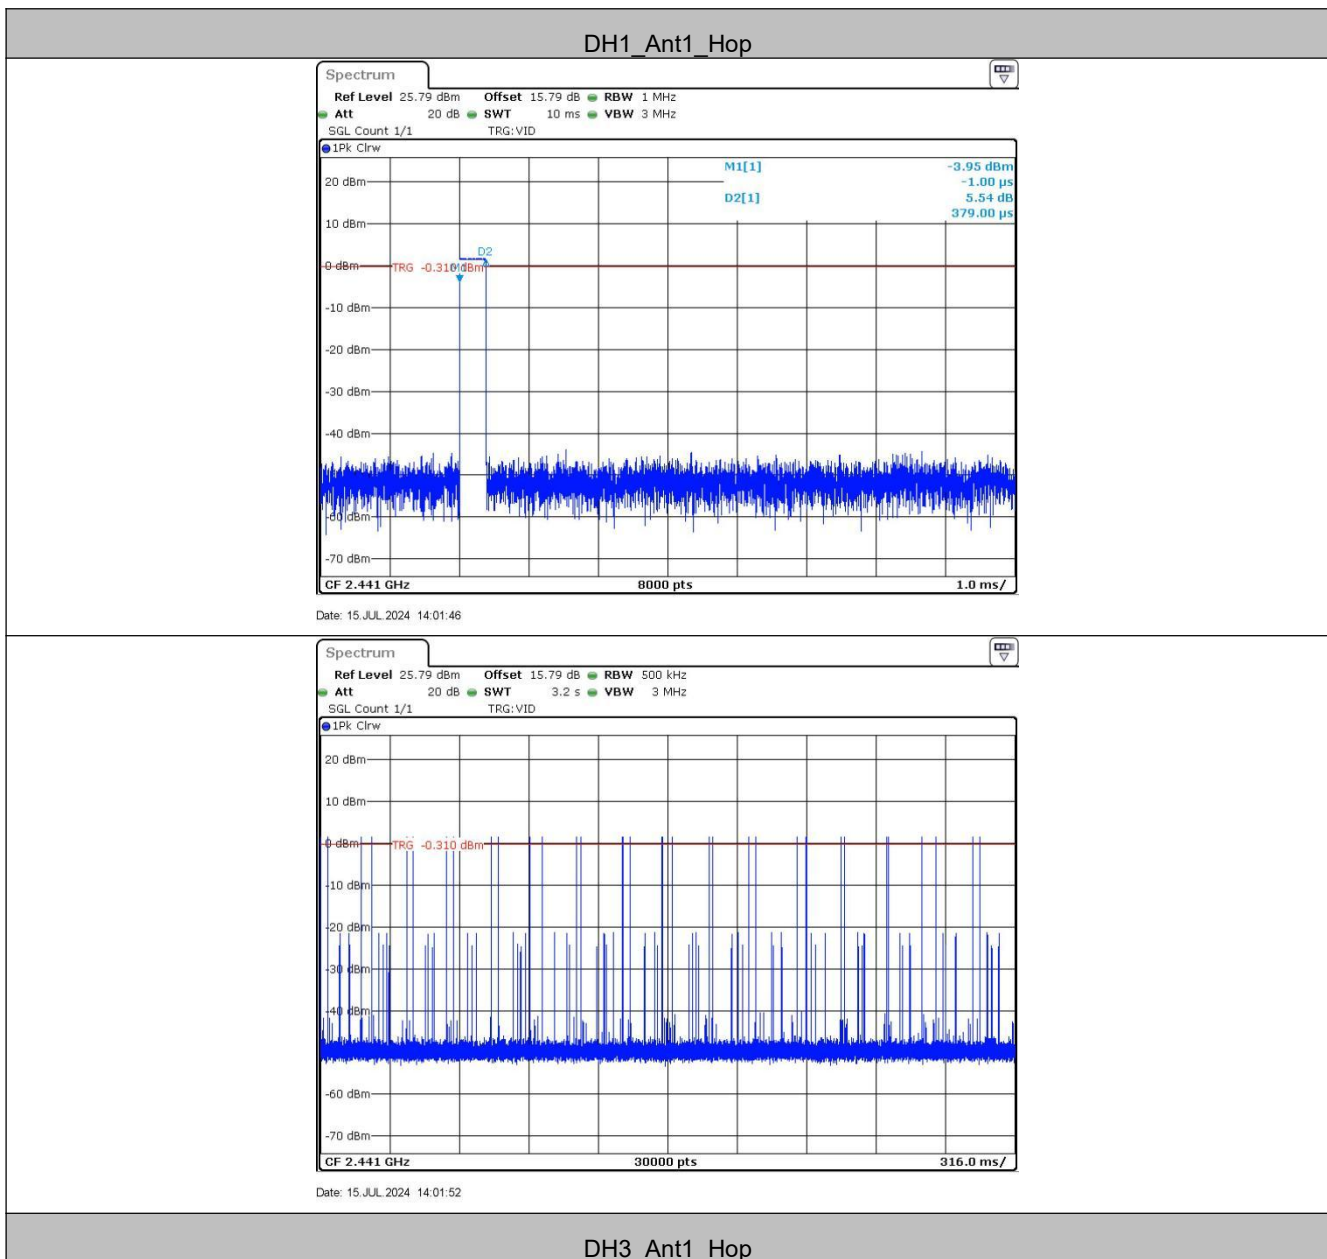 DH1_Ant1_Hop
Spectrum
Ref Level 25.79 dBm Offset 15.79 dB RBW 1 MHz
Att 20 dB SWT 10 ms VBW 3 MHz
SGL Count 1/1 TRG:VID
1Pk Clrw
M1[1] -3.95 dBm
-1.00 µs
20 dBm
D2[1] 5.54 dB
379.00 µs
10 dBm
D2
0 dBm TRG -0.310 dBm
-10 dBm
-20 dBm
-30 dBm
-40 dBm
-60 dBm
-70 dBm
CF 2.441 GHz 8000 pts 1.0 ms/
Date: 15.JUL.2024 14:01:46
Spectrum
Ref Level 25.79 dBm Offset 15.79 dB RBW 500 kHz
Att 20 dB SWT 3.2 s VBW 3 MHz
SGL Count 1/1 TRG:VID
1Pk Clrw
20 dBm
10 dBm
0 dBm TRG -0.310 dBm
-10 dBm
-20 dBm
-30 dBm
-40 dBm
-60 dBm
-70 dBm
CF 2.441 GHz 30000 pts 316.0 ms/
Date: 15.JUL.2024 14:01:52
DH3_Ant1_Hop